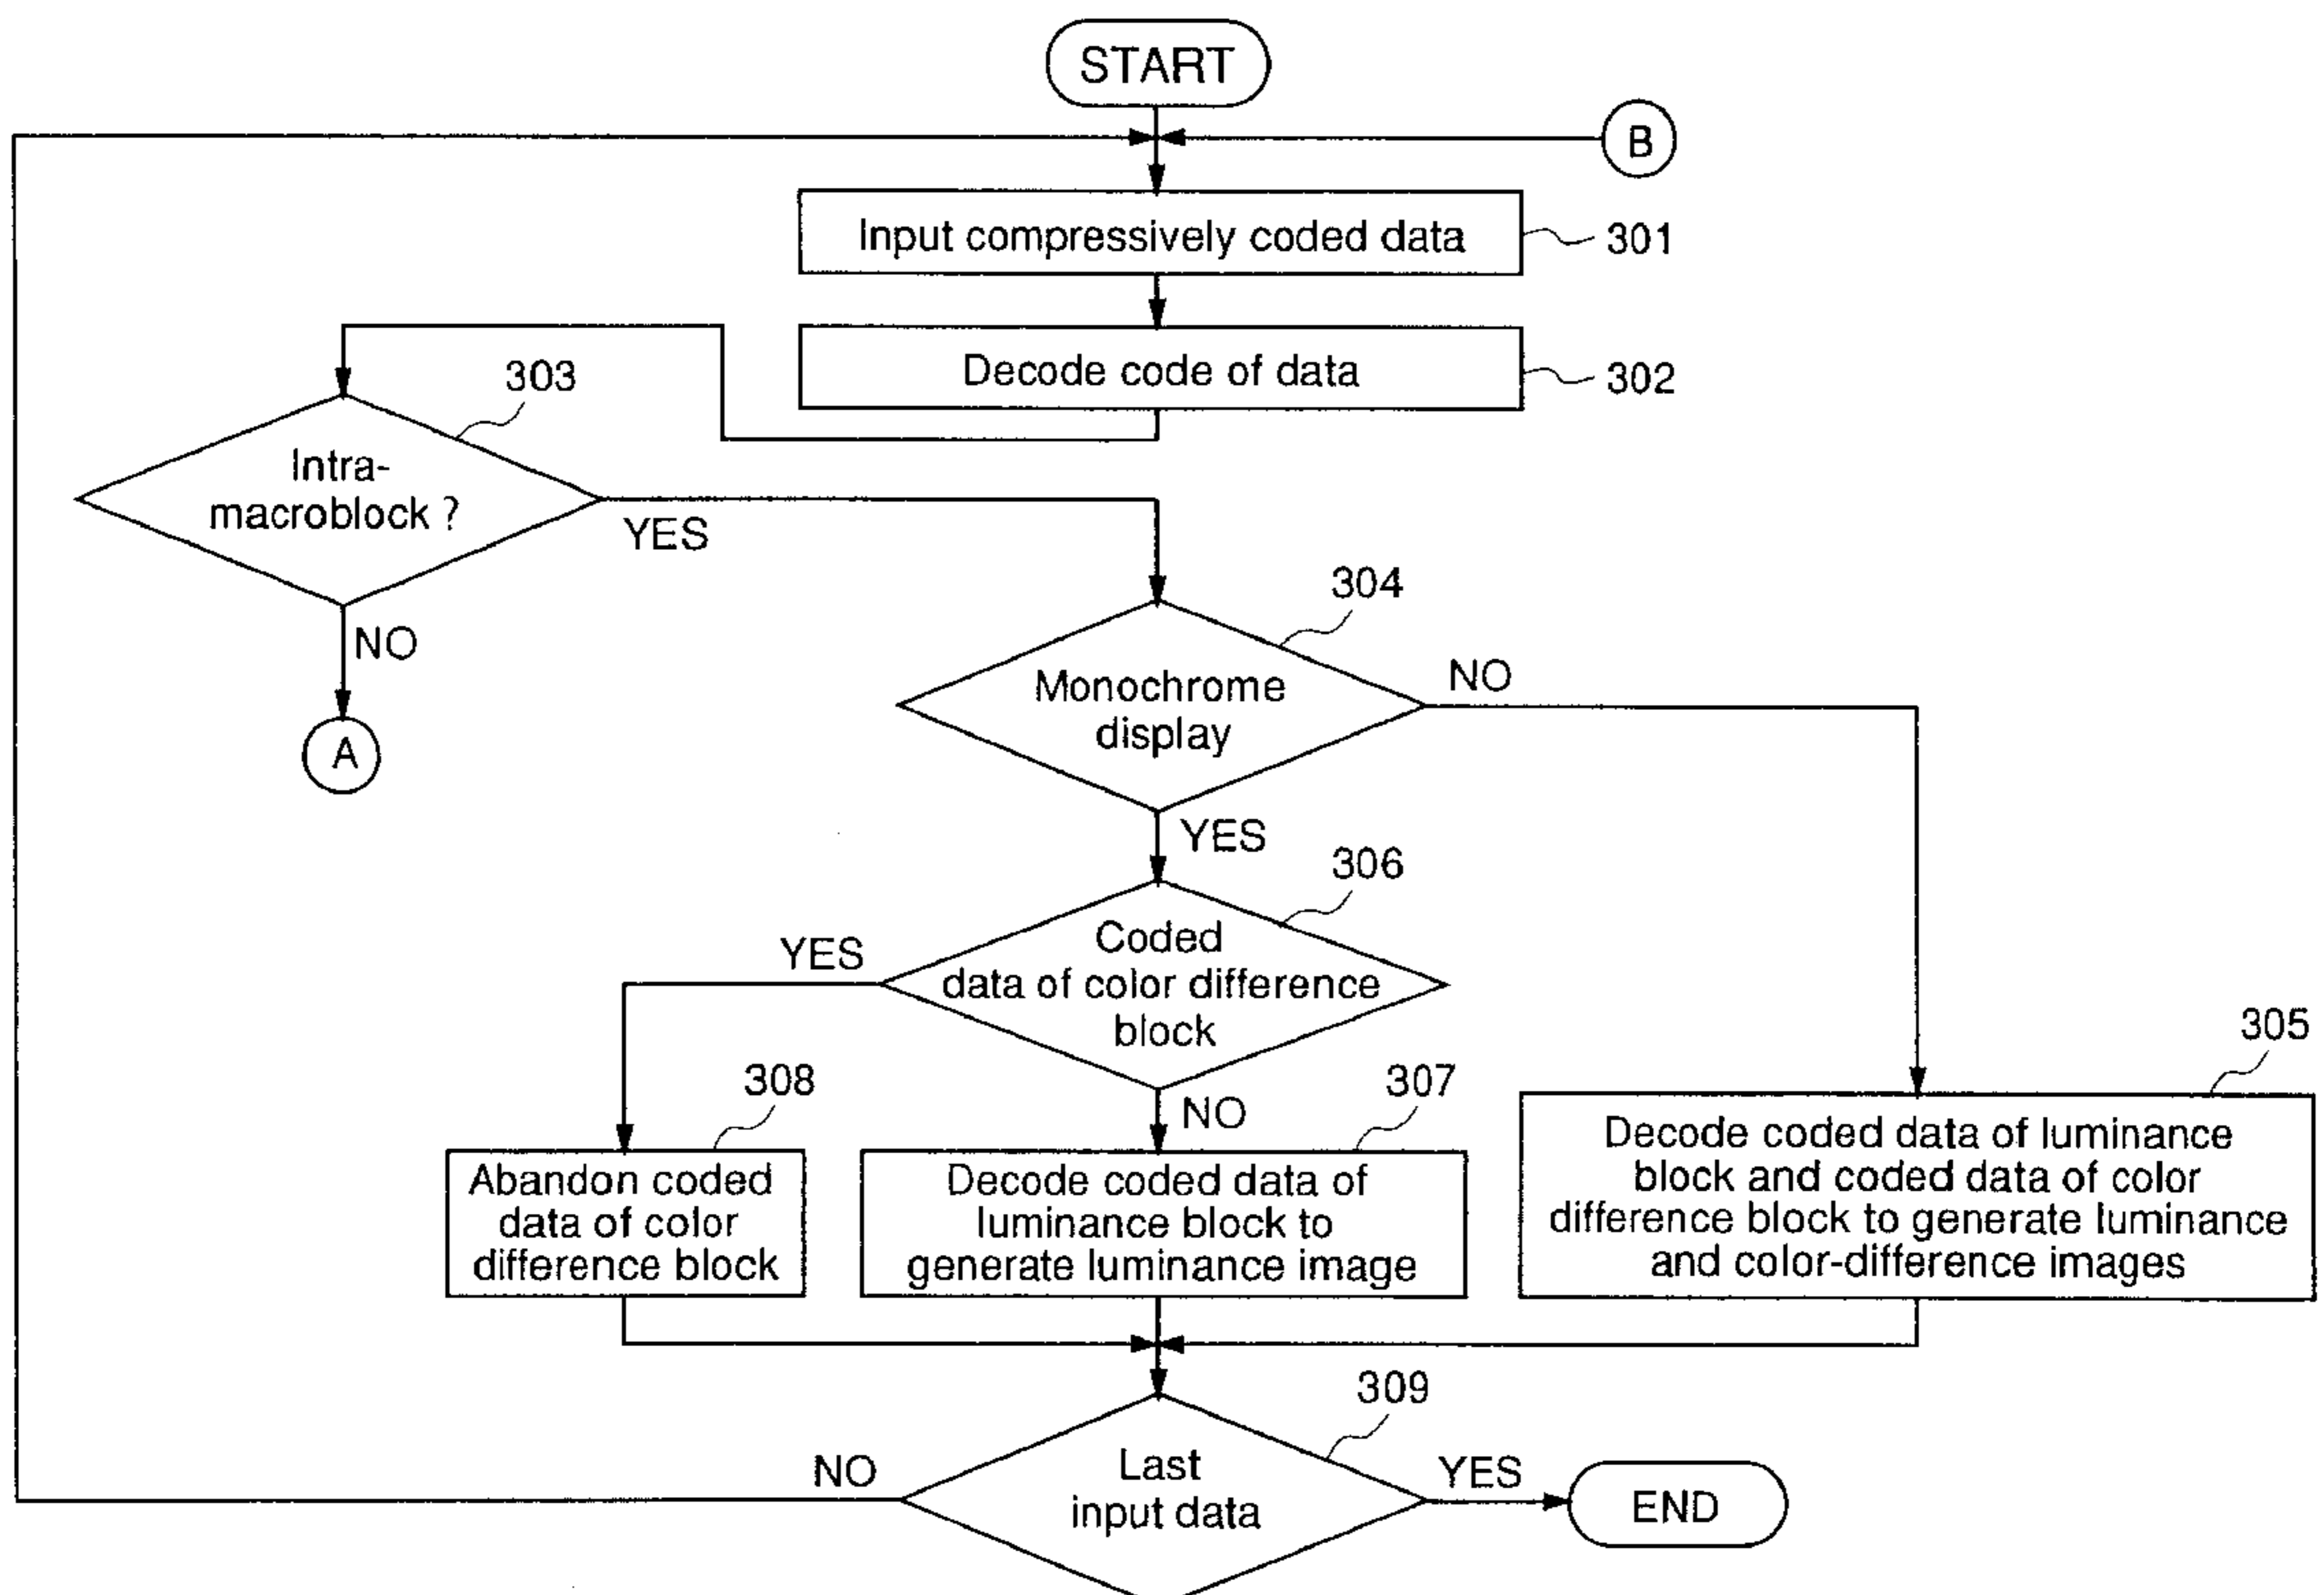 START
B
Input compressively coded data
301
Decode code of data
302
303
Intra-
macroblock ?
YES
NO
A
304
Monochrome
display
NO
YES
306
Coded
data of color difference
block
YES
NO
308
Abandon coded
data of color
difference block
307
Decode coded data of
luminance block to
generate luminance image
305
Decode coded data of luminance
block and coded data of color
difference block to generate luminance
and color-difference images
309
Last
input data
NO
YES
END